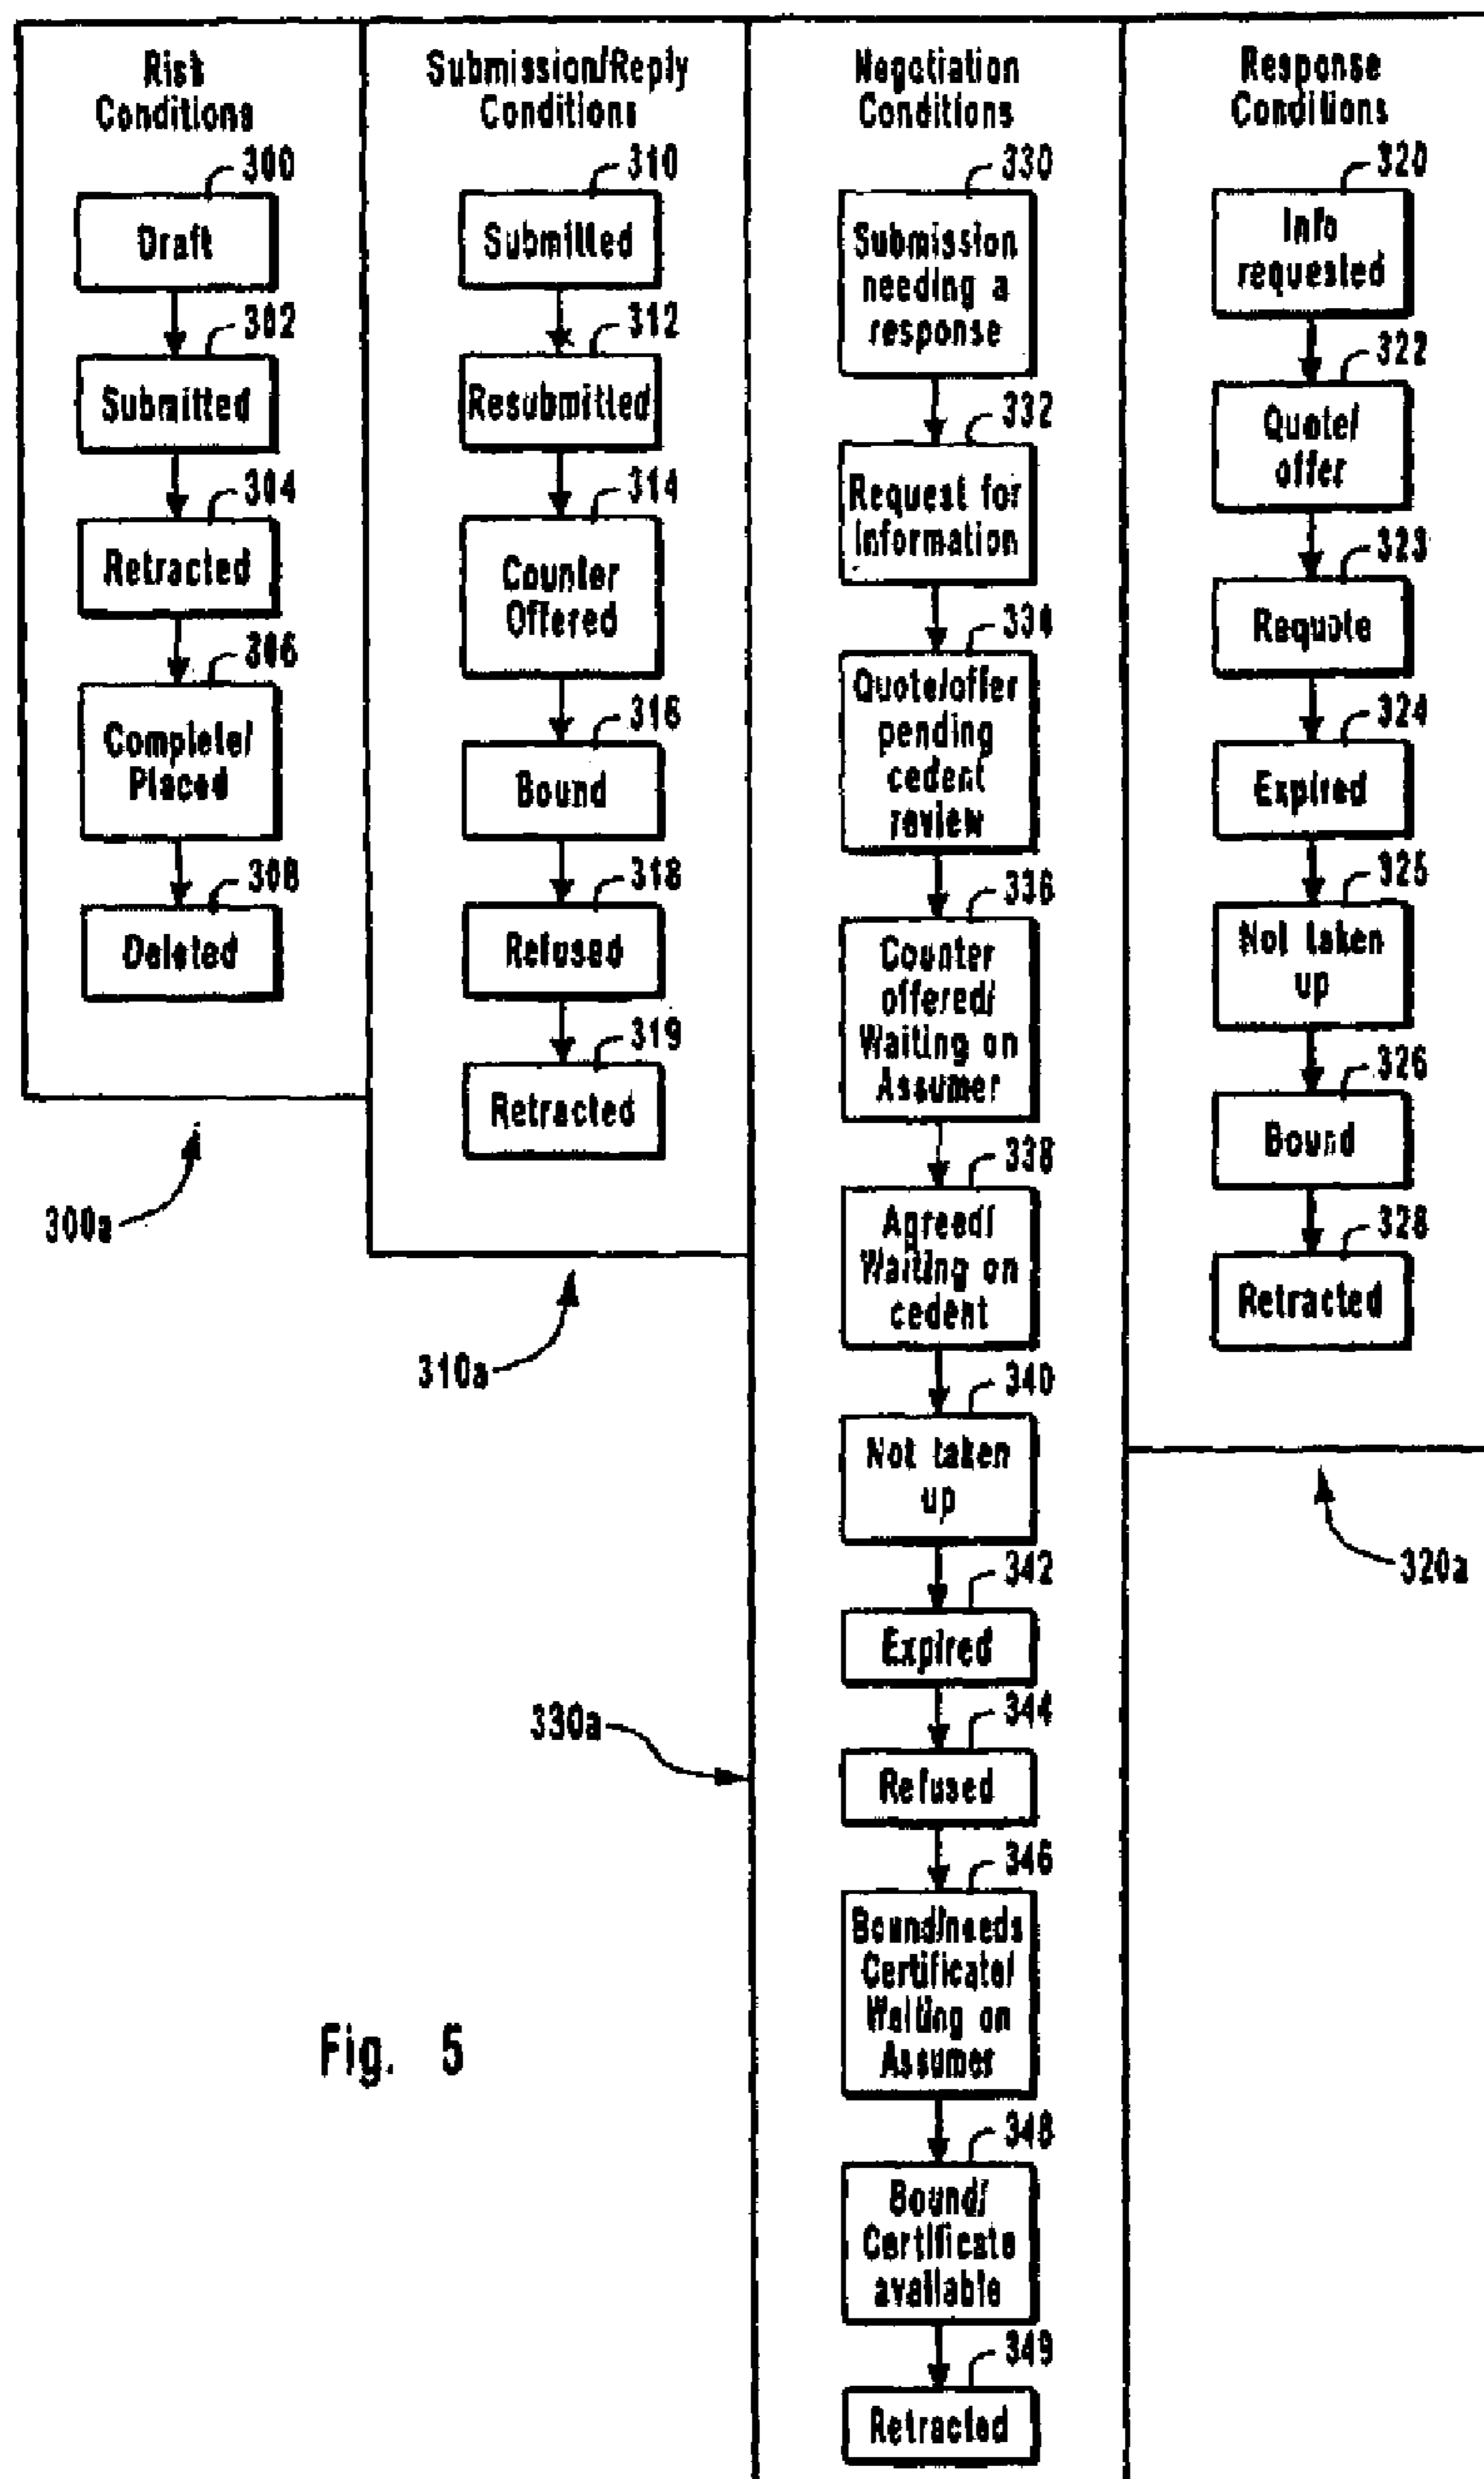 Risk
Conditions
300
Draft
302
Submitted
304
Retracted
306
Complete/
Placed
308
Deleted
300a
Submission/Reply
Conditions
310
Submitted
312
Resubmitted
314
Counter
Offered
316
Bound
318
Refused
319
Retracted
310a
Negotiation
Conditions
330
Submission
needing a
response
332
Request for
Information
334
Quote/offer
pending
cedent
review
336
Counter
offered/
Waiting on
Assumer
338
Agreed/
Waiting on
cedent
340
Not taken
up
342
Expired
344
Refused
346
Bound/needs
Certificate/
Waiting on
Assumer
348
Bound/
Certificate
available
349
Retracted
330a
Response
Conditions
320
Info
requested
322
Quote/
offer
323
Requote
324
Expired
325
Not taken
up
326
Bound
328
Retracted
320a
Fig. 5